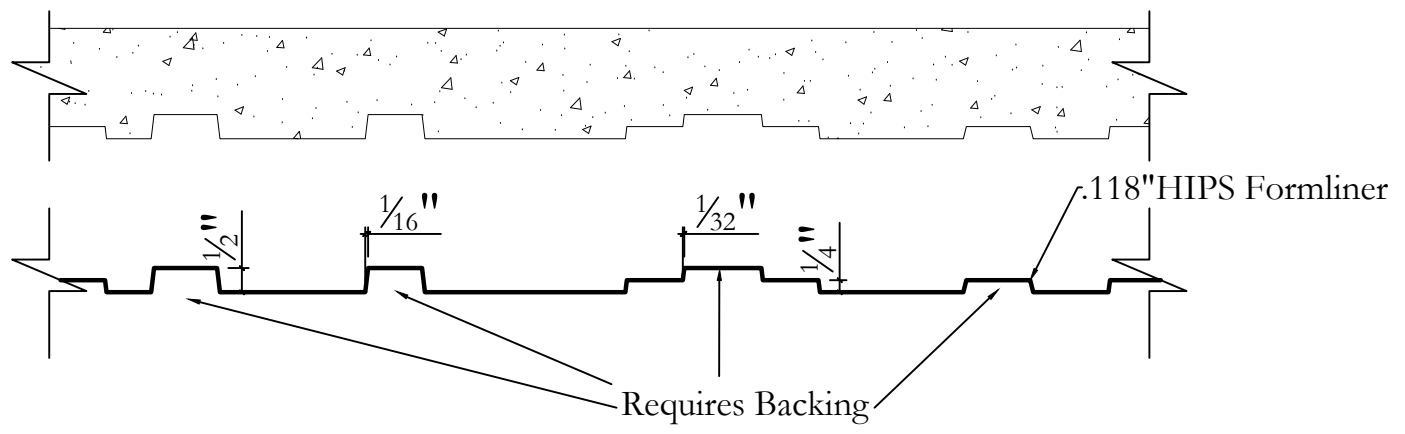 .118"HIPS Formliner
1/2"
1/16"
1/32"
1/4"
Requires Backing